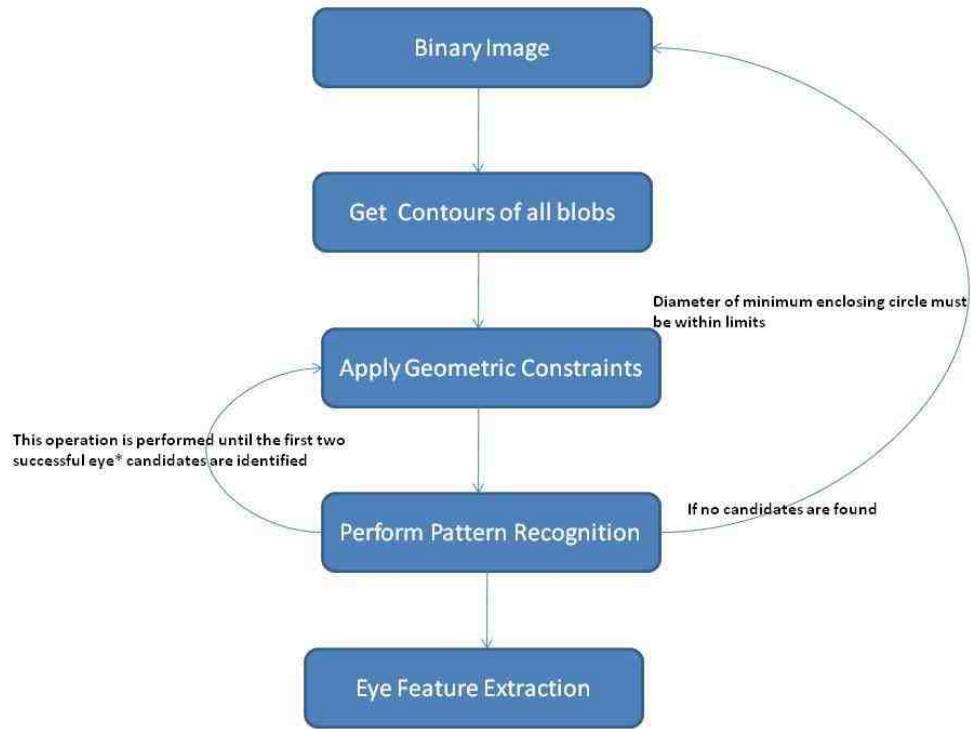 Binary Image
Get Contours of all blobs
Diameter of minimum enclosing circle must
be within limits
Apply Geometric Constraints
This operation is performed until the first two
successful eye* candidates are identified
If no candidates are found
Perform Pattern Recognition
Eye Feature Extraction